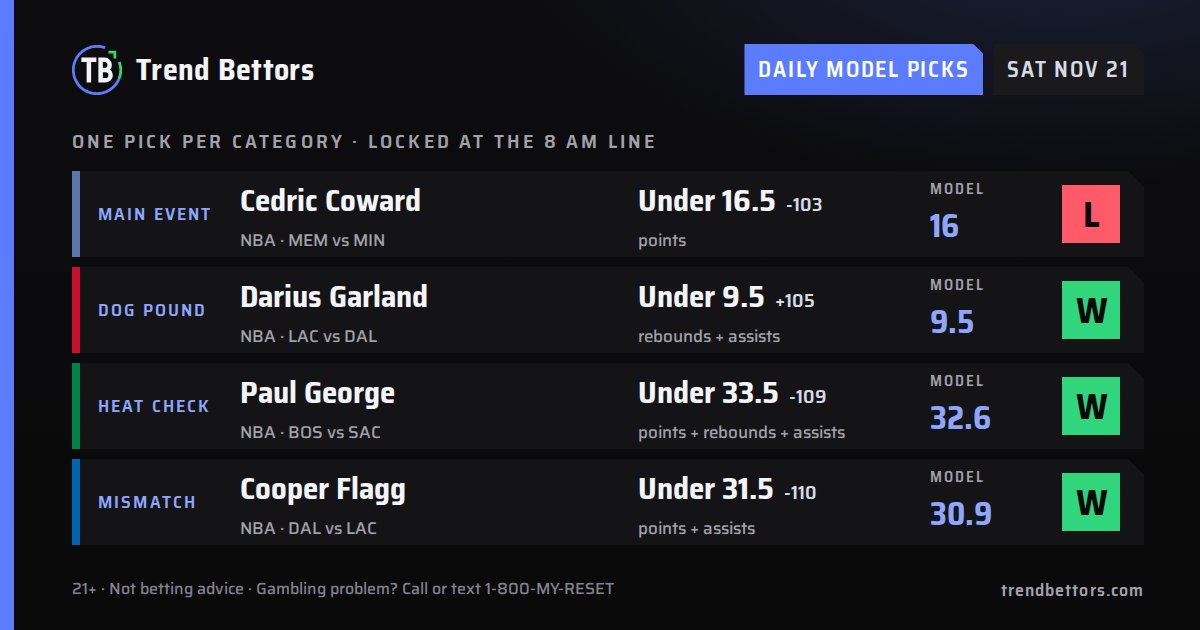 TB Trend Bettors
DAILY MODEL PICKS
SAT NOV 21
ONE PICK PER CATEGORY · LOCKED AT THE 8 AM LINE
MAIN EVENT
Cedric Coward
NBA · MEM vs MIN
Under 16.5 -103
points
MODEL
16
L
DOG POUND
Darius Garland
NBA · LAC vs DAL
Under 9.5 +105
rebounds + assists
MODEL
9.5
W
HEAT CHECK
Paul George
NBA · BOS vs SAC
Under 33.5 -109
points + rebounds + assists
MODEL
32.6
W
MISMATCH
Cooper Flagg
NBA · DAL vs LAC
Under 31.5 -110
points + assists
MODEL
30.9
W
21+ · Not betting advice · Gambling problem? Call or text 1-800-MY-RESET
trendbettors.com